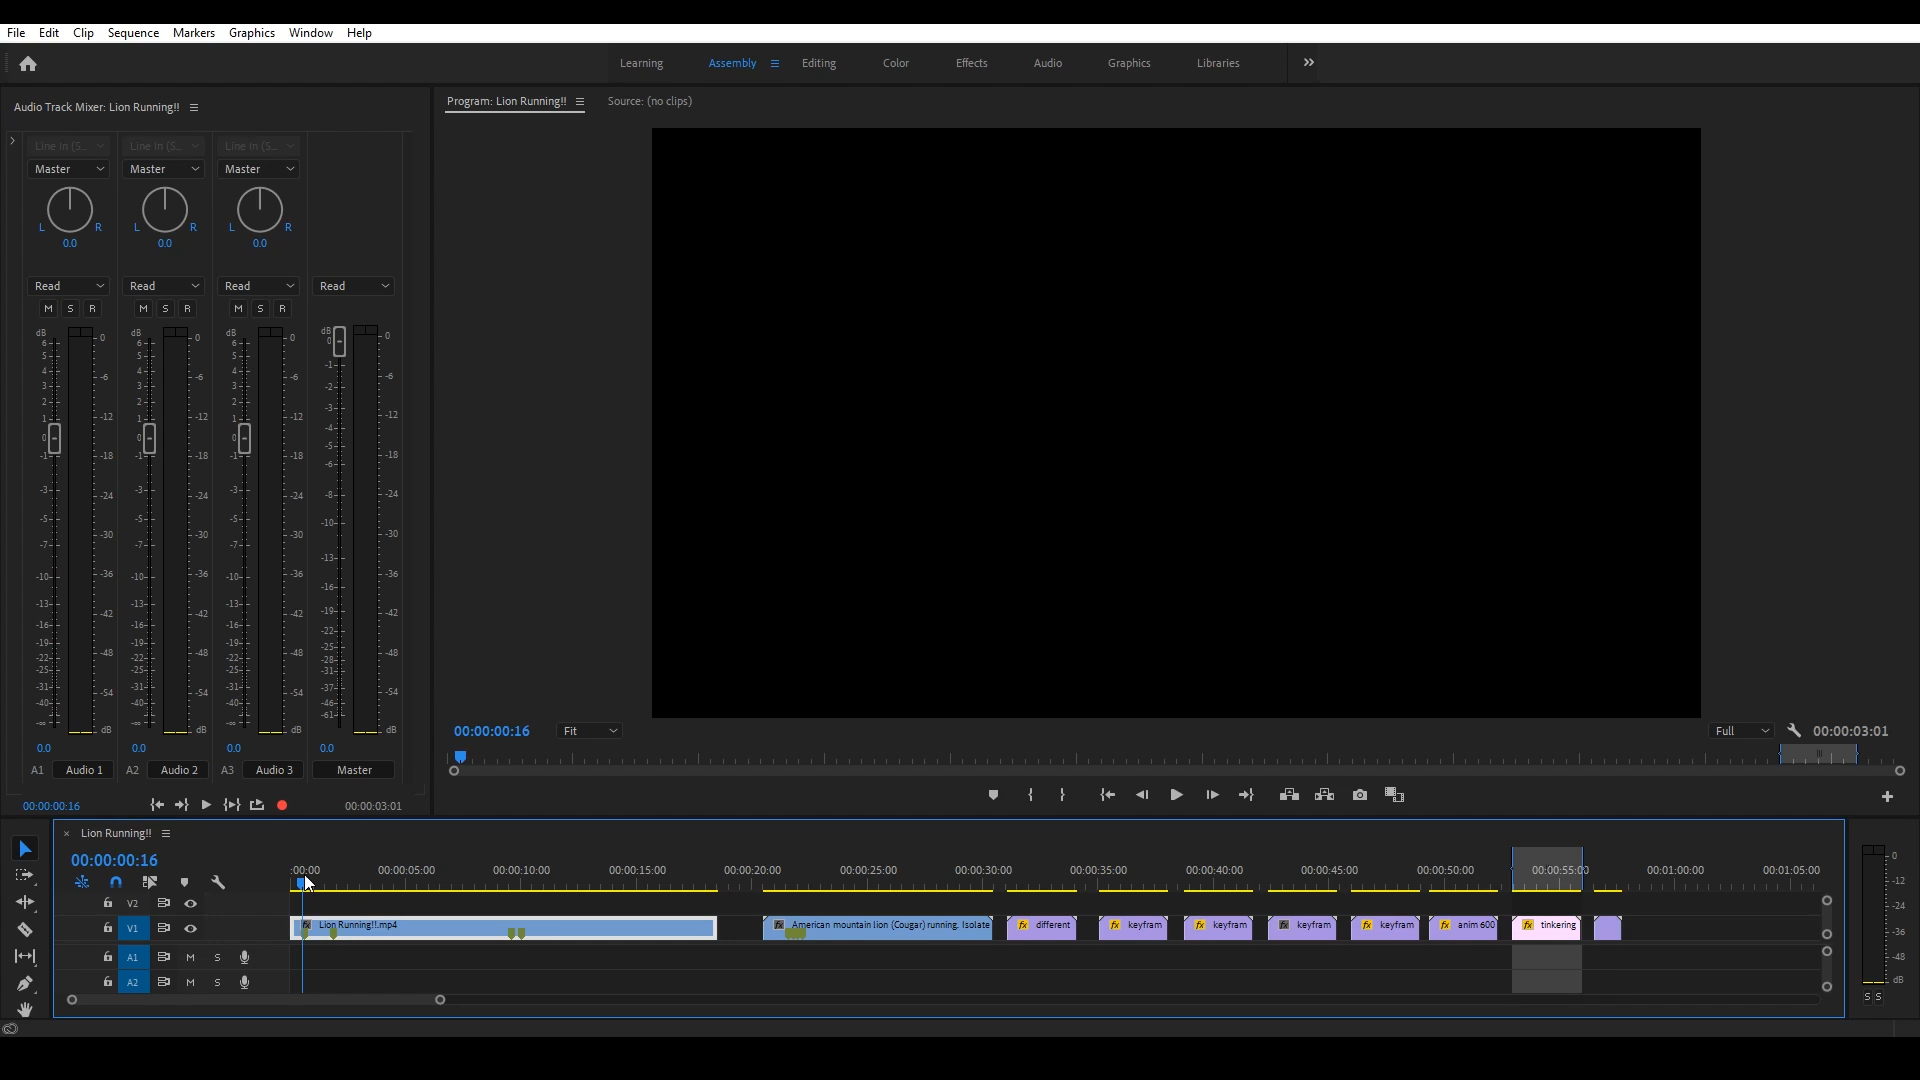 File Edit Clip Sequence Markers Graphics Window Help
Learning Assembly Editing Color Effects Audio Graphics Libraries
Audio Track Mixer: Lion Running!!
Program: Lion Running!! Source: (no clips)
Line In (S... Line In (S... Line In (S...
Master Master Master
L R L R L R
0.0 0.0 0.0
Read Read Read Read
M S R M S R M S R
dB dB dB dB
6 5 4 3 2 1 0 -1 -3 -5 -7 -10 -13 -16 -19 -22 -25 -31 -40 -∞
0 -6 -12 -18 -24 -30 -36 -42 -48 -54 dB
6 5 4 3 2 1 0 -1 -3 -5 -7 -10 -13 -16 -19 -22 -25 -31 -40 -∞
0 -6 -12 -18 -24 -30 -36 -42 -48 -54 dB
6 5 4 3 2 1 0 -1 -3 -5 -7 -10 -13 -16 -19 -22 -25 -31 -40 -∞
0 -6 -12 -18 -24 -30 -36 -42 -48 -54 dB
0 -1 -2 -3 -4 -5 -6 -8 -10 -13 -16 -19 -22 -25 -28 -31 -37 -46 -61
0 -6 -12 -18 -24 -30 -36 -42 -48 -54 dB
0.0 0.0 0.0 0.0
A1 Audio 1 A2 Audio 2 A3 Audio 3 Master
00:00:00:16 00:00:03:01
00:00:00:16 Fit Full 00:00:03:01
Lion Running!!
00:00:00:16
:00:00 00:00:05:00 00:00:10:00 00:00:15:00 00:00:20:00 00:00:25:00 00:00:30:00 00:00:35:00 00:00:40:00 00:00:45:00 00:00:50:00 00:00:55:00 00:01:00:00 00:01:05:00
V2
V1 fx Lion Running!!.mp4 fx American mountain lion (Cougar) running. Isolate fx different fx keyfram fx keyfram fx keyfram fx keyfram fx anim 600 fx tinkering
A1 M S
A2 M S
0 -12 -24 -36 -48 dB
S S